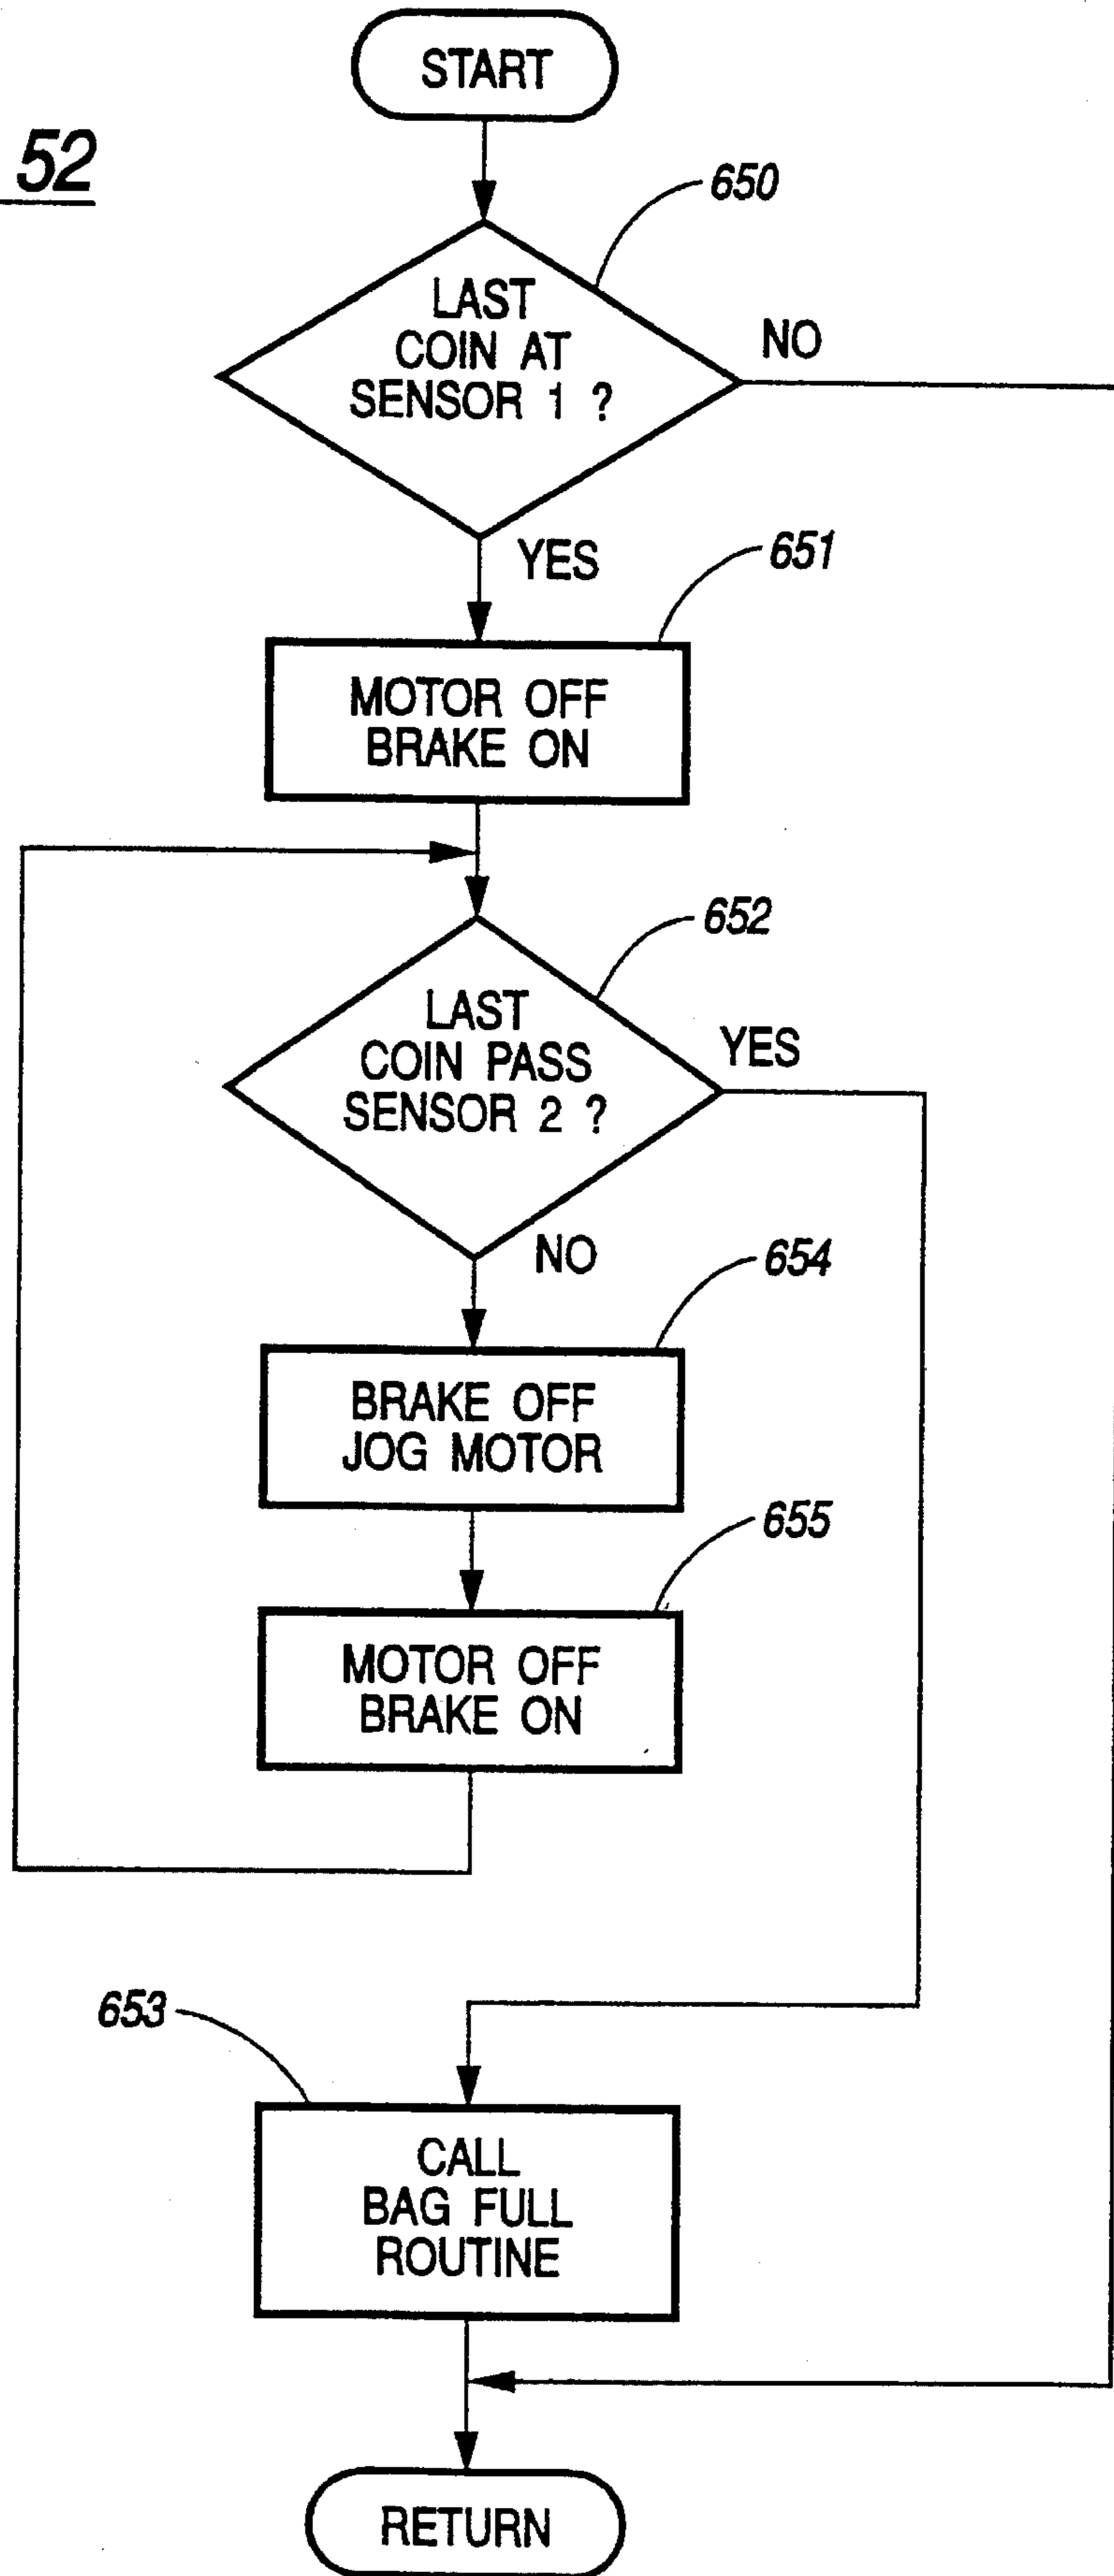 START
52
650
LAST
COIN AT
SENSOR 1 ?
NO
YES
651
MOTOR OFF
BRAKE ON
652
LAST
COIN PASS
SENSOR 2 ?
YES
NO
654
BRAKE OFF
JOG MOTOR
655
MOTOR OFF
BRAKE ON
653
CALL
BAG FULL
ROUTINE
RETURN